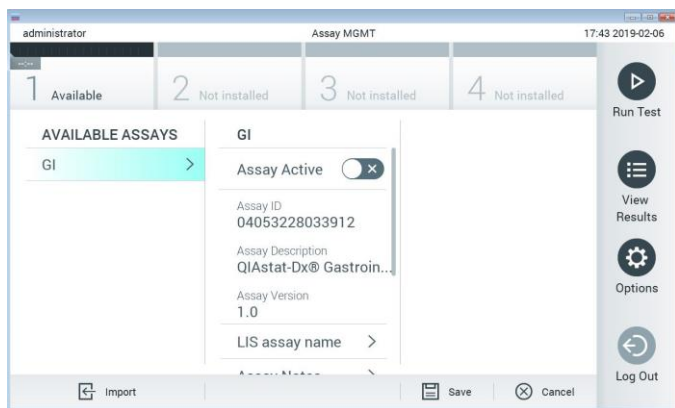 administrator Assay MGMT 17:43 2019-02-06
--:--
1 Available 2 Not installed 3 Not installed 4 Not installed
Run Test
AVAILABLE ASSAYS GI
GI Assay Active
Assay ID
04053228033912
View
Results
Assay Description
QIAstat-Dx® Gastroin...
Options
Assay Version
1.0
LIS assay name
Assay Notes
Log Out
Import Save Cancel